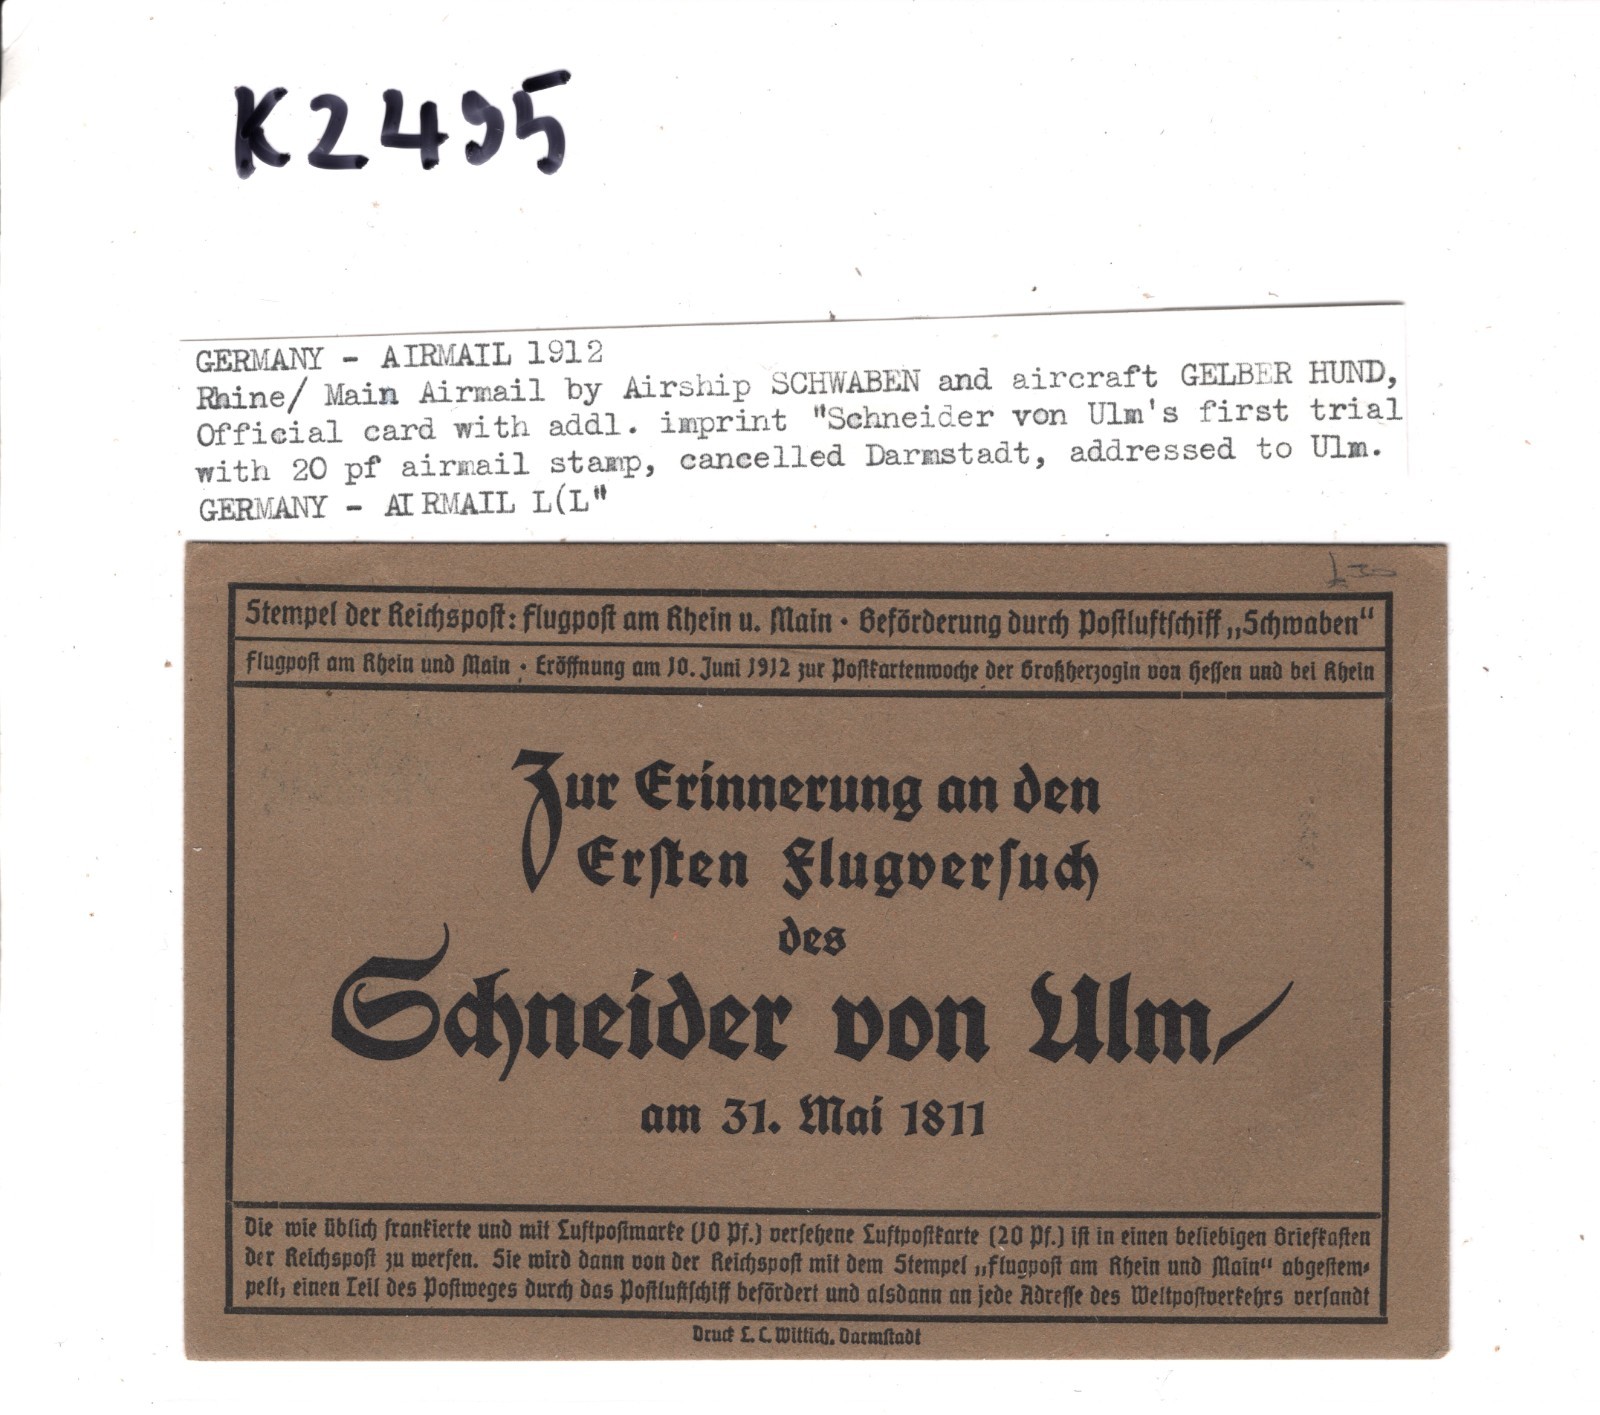 K2495
GERMANY - AIRMAIL 1912
Rhine/ Main Airmail by Airship SCHWABEN and aircraft GELBER HUND,
Official card with addl. imprint "Schneider von Ulm's first trial
with 20 pf airmail stamp, cancelled Darmstadt, addressed to Ulm.
GERMANY - AIRMAIL L(L"
Stempel der Reichspost: Flugpost am Rhein u. Main · Beförderung durch Postluftschiff „Schwaben“
Flugpost am Rhein und Main · Eröffnung am 10. Juni 1912 zur Postkartenwoche der Großherzogin von Hessen und bei Rhein
Zur Erinnerung an den
Ersten Flugversuch
des
Schneider von Ulm
am 31. Mai 1811
Die wie üblich frankierte und mit Luftpostmarke (10 Pf.) versehene Luftpostkarte (20 Pf.) ist in einen beliebigen Briefkasten
der Reichspost zu werfen. Sie wird dann von der Reichspost mit dem Stempel „Flugpost am Rhein und Main“ abgestem-
pelt, einen Teil des Postweges durch das Postluftschiff befördert und alsdann an jede Adresse des Weltpostverkehrs versandt
Druck L. C. Wittich, Darmstadt